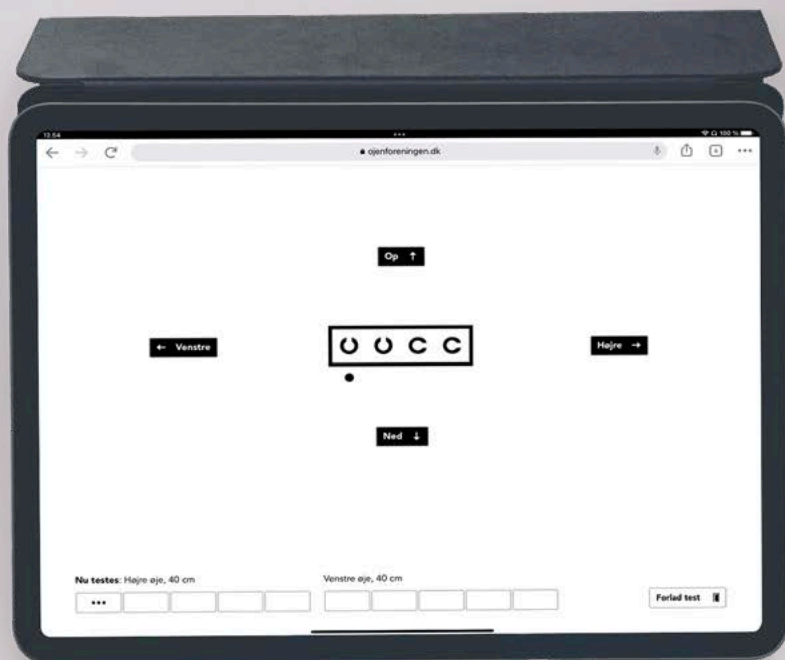 13.54
100 %
ojenforeningen.dk
Op ↑
← Venstre
Højre →
Ned ↓
Nu testes: Højre øje, 40 cm
Venstre øje, 40 cm
Forlad test